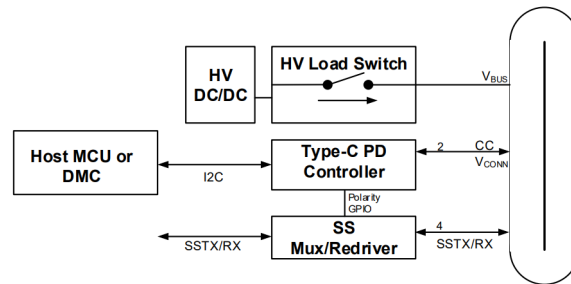 HV
DC/DC
HV Load Switch
VBUS
Host MCU or
DMC
I2C
Type-C PD
Controller
2
CC
VCONN
Polarity
GPIO
SSTX/RX
SS
Mux/Redriver
4
SSTX/RX